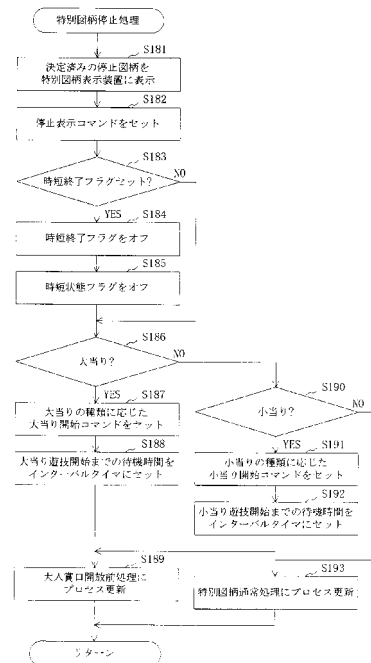 特別図柄停止処理
S181
決定済みの停止図柄を
特別図柄表示装置に表示
S182
停止表示コマンドをセット
S183
時短終了フラグセット?
NO
YES
S184
時短終了フラグをオフ
S185
時短状態フラグをオフ
S186
大当り?
NO
YES
S187
大当りの種類に応じた
大当り開始コマンドをセット
S188
大当り遊技開始までの待機時間を
インターバルタイマにセット
S190
小当り?
NO
YES
S191
小当りの種類に応じた
小当り開始コマンドをセット
S192
小当り遊技開始までの待機時間を
インターバルタイマにセット
S189
大入賞口開放前処理に
プロセス更新
S193
特別図柄通常処理にプロセス更新
リターン